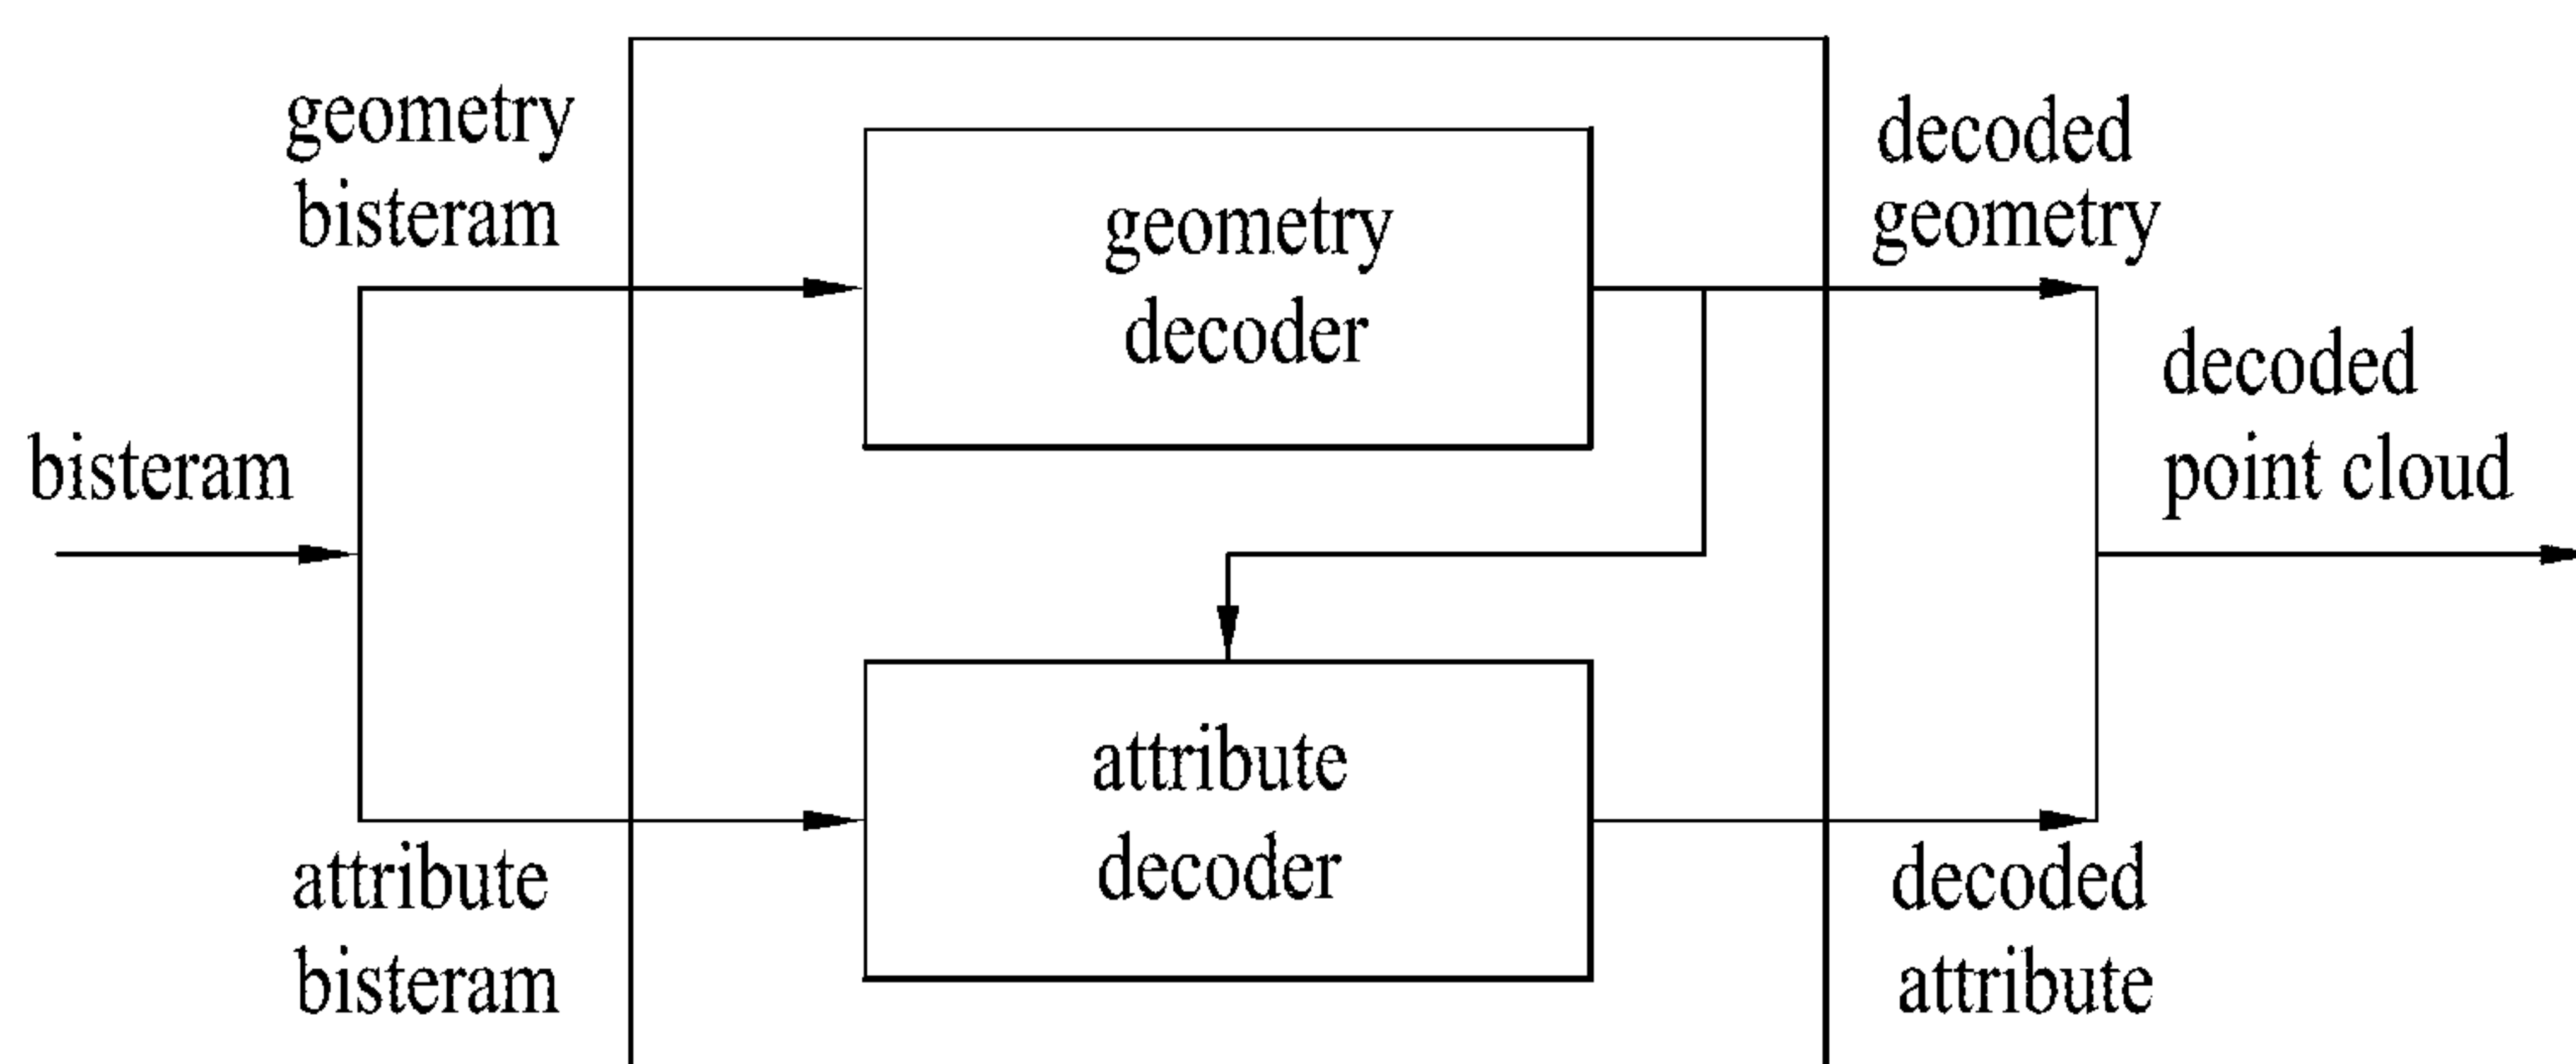 geometry
bisteram
decoded
geometry
geometry
decoder
decoded
point cloud
bisteram
attribute
decoder
attribute
bisteram
decoded
attribute